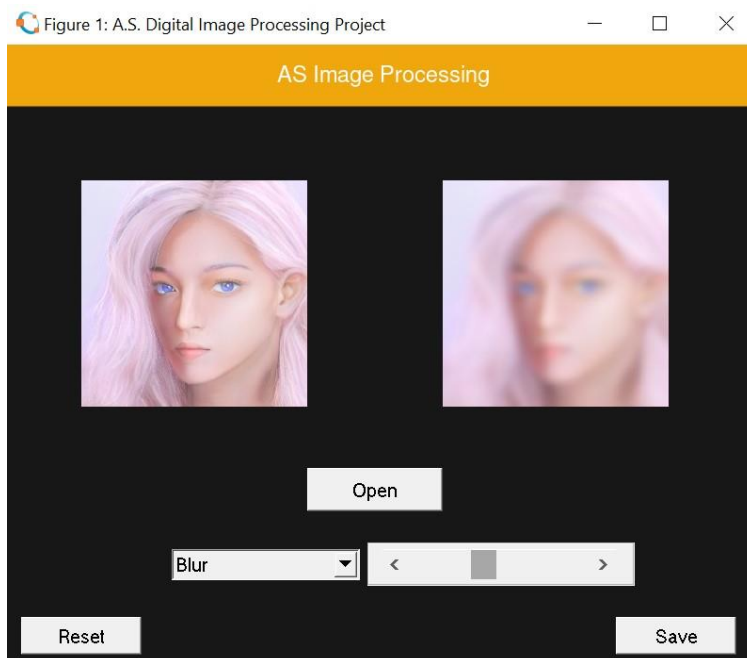 Figure 1: A.S. Digital Image Processing Project
AS Image Processing
Open
Blur
Reset
Save